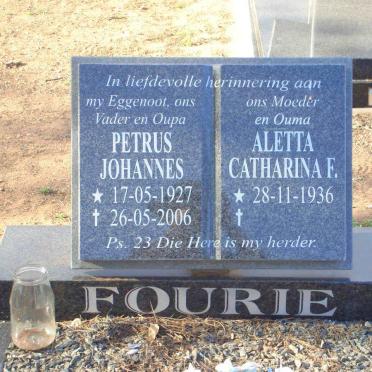 In liefdevolle herinnering aan
my Eggenoot, ons
Vader en Oupa
PETRUS
JOHANNES
★ 17-05-1927
✝ 26-05-2006
ons Moeder
en Ouma
ALETTA
CATHARINA F.
★ 28-11-1936
✝
Ps. 23 Die Here is my herder.
FOURIE